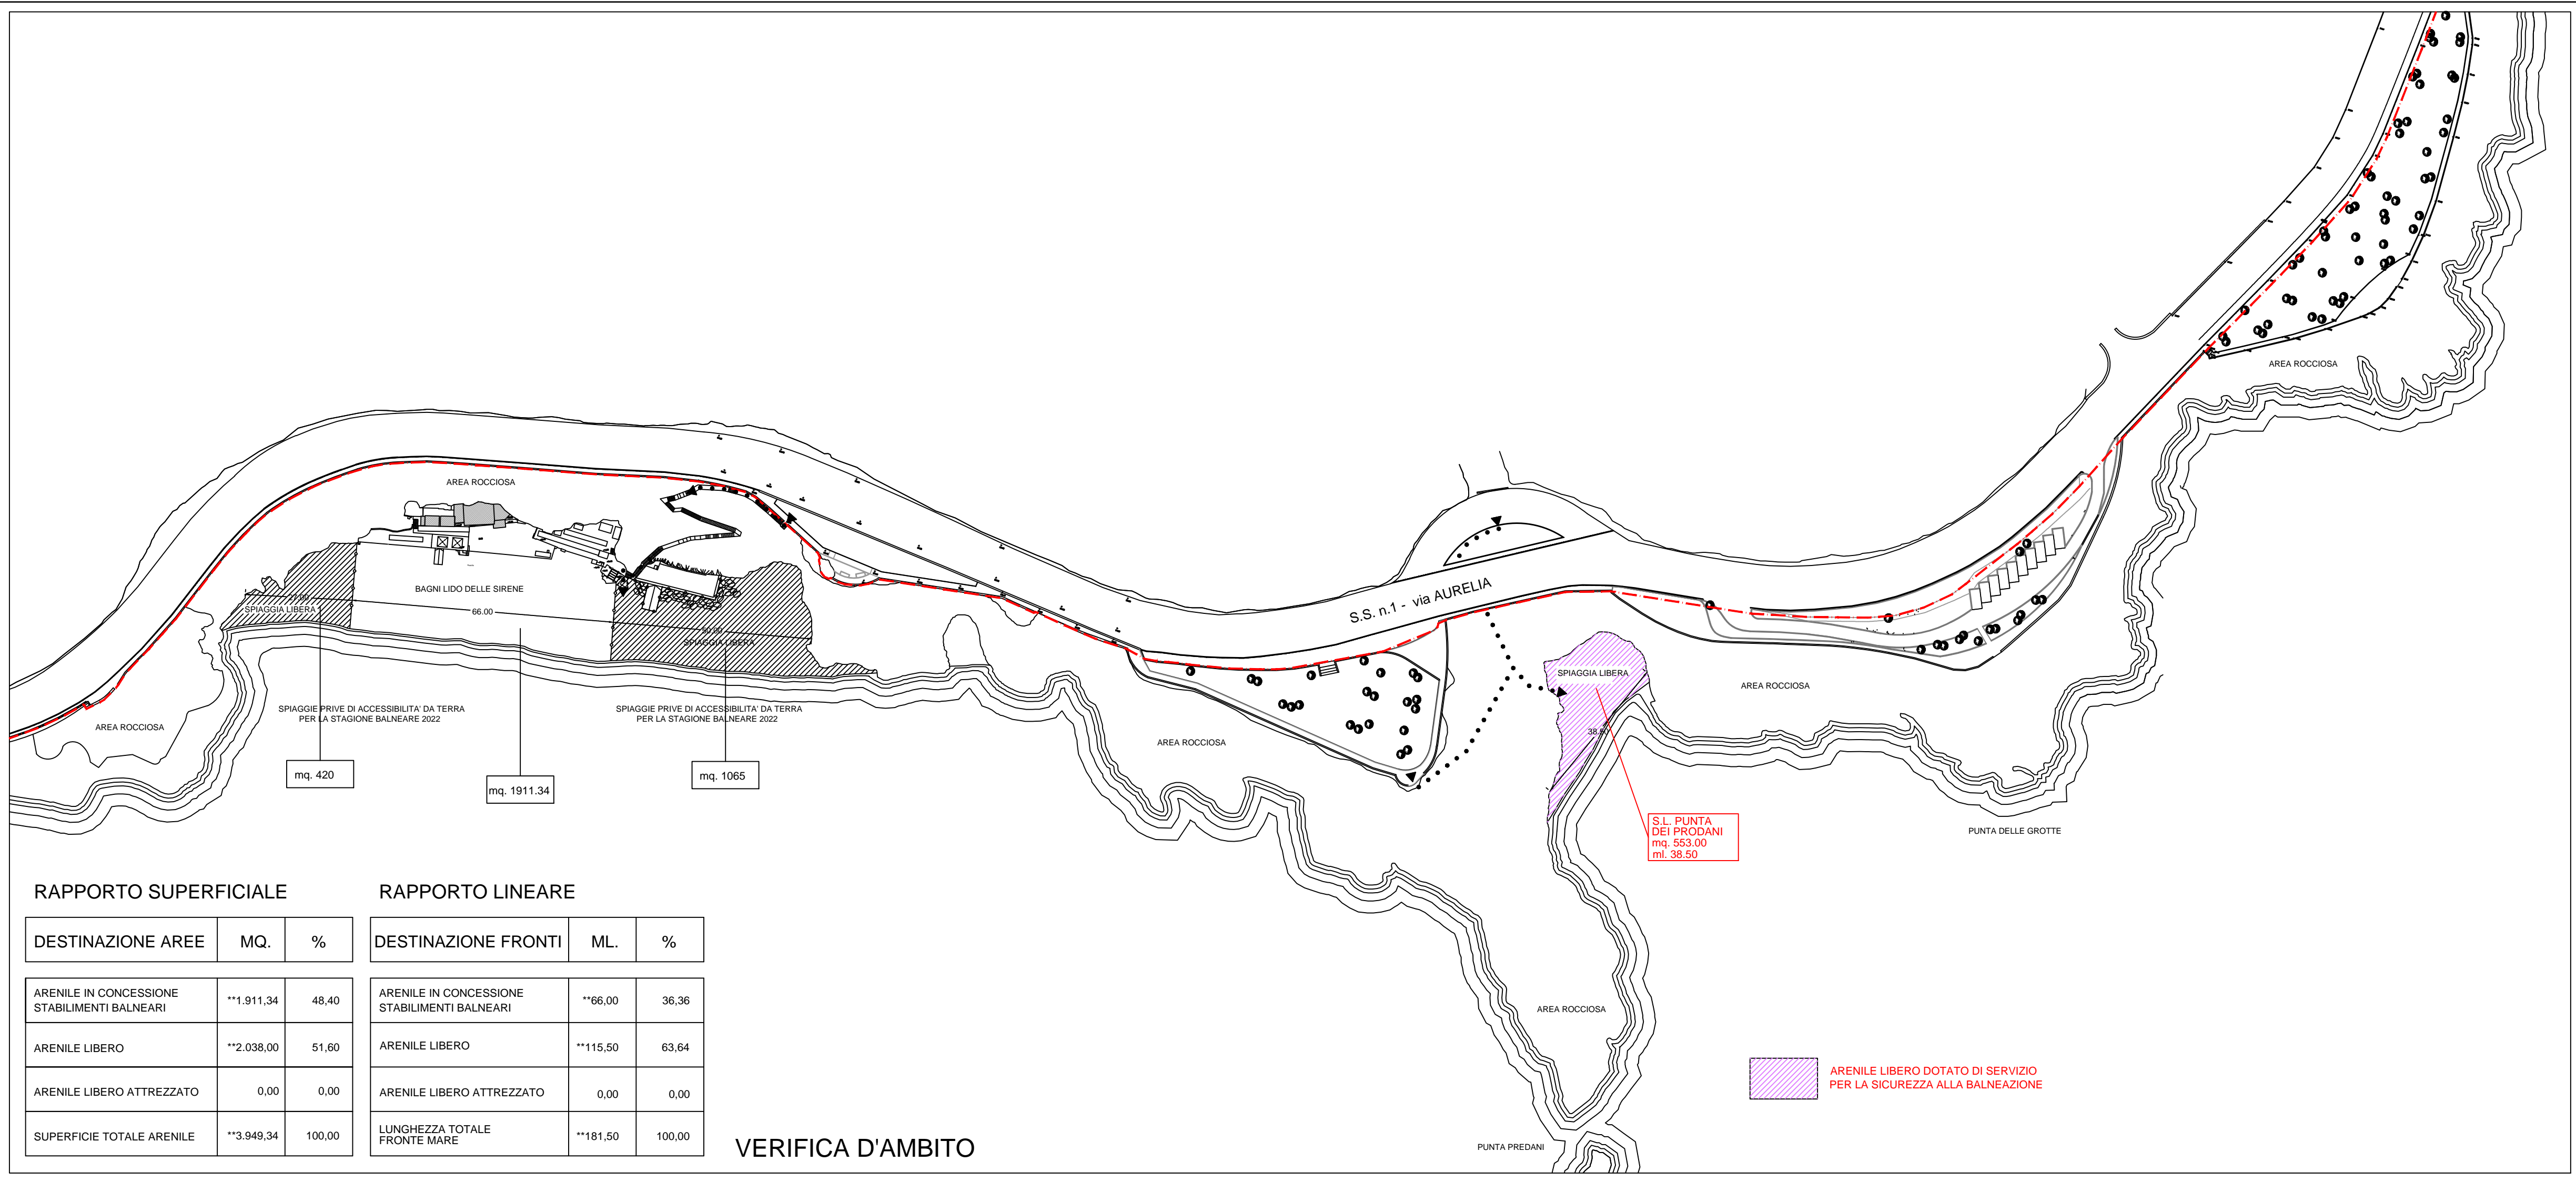 AREA ROCCIOSA
AREA ROCCIOSA
BAGNI LIDO DELLE SIRENE
27.00
SPIAGGIA LIBERA
66.00
50.00
SPIAGGIA LIBERA
S.S. n.1 - via AURELIA
SPIAGGIA LIBERA
38.50
AREA ROCCIOSA
AREA ROCCIOSA
SPIAGGIE PRIVE DI ACCESSIBILITA' DA TERRA
PER LA STAGIONE BALNEARE 2022
SPIAGGIE PRIVE DI ACCESSIBILITA' DA TERRA
PER LA STAGIONE BALNEARE 2022
AREA ROCCIOSA
mq. 420
mq. 1911.34
mq. 1065
S.L. PUNTA
DEI PRODANI
mq. 553.00
ml. 38.50
PUNTA DELLE GROTTE
RAPPORTO SUPERFICIALE
DESTINAZIONE AREE MQ. %
ARENILE IN CONCESSIONE
STABILIMENTI BALNEARI **1.911,34 48,40
ARENILE LIBERO **2.038,00 51,60
ARENILE LIBERO ATTREZZATO 0,00 0,00
SUPERFICIE TOTALE ARENILE **3.949,34 100,00
RAPPORTO LINEARE
DESTINAZIONE FRONTI ML. %
ARENILE IN CONCESSIONE
STABILIMENTI BALNEARI **66,00 36,36
ARENILE LIBERO **115,50 63,64
ARENILE LIBERO ATTREZZATO 0,00 0,00
LUNGHEZZA TOTALE
FRONTE MARE **181,50 100,00
VERIFICA D'AMBITO
AREA ROCCIOSA
PUNTA PREDANI
ARENILE LIBERO DOTATO DI SERVIZIO
PER LA SICUREZZA ALLA BALNEAZIONE